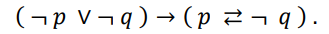 ( ¬ p ∨ ¬ q ) → ( p ⇄ ¬ q ) .